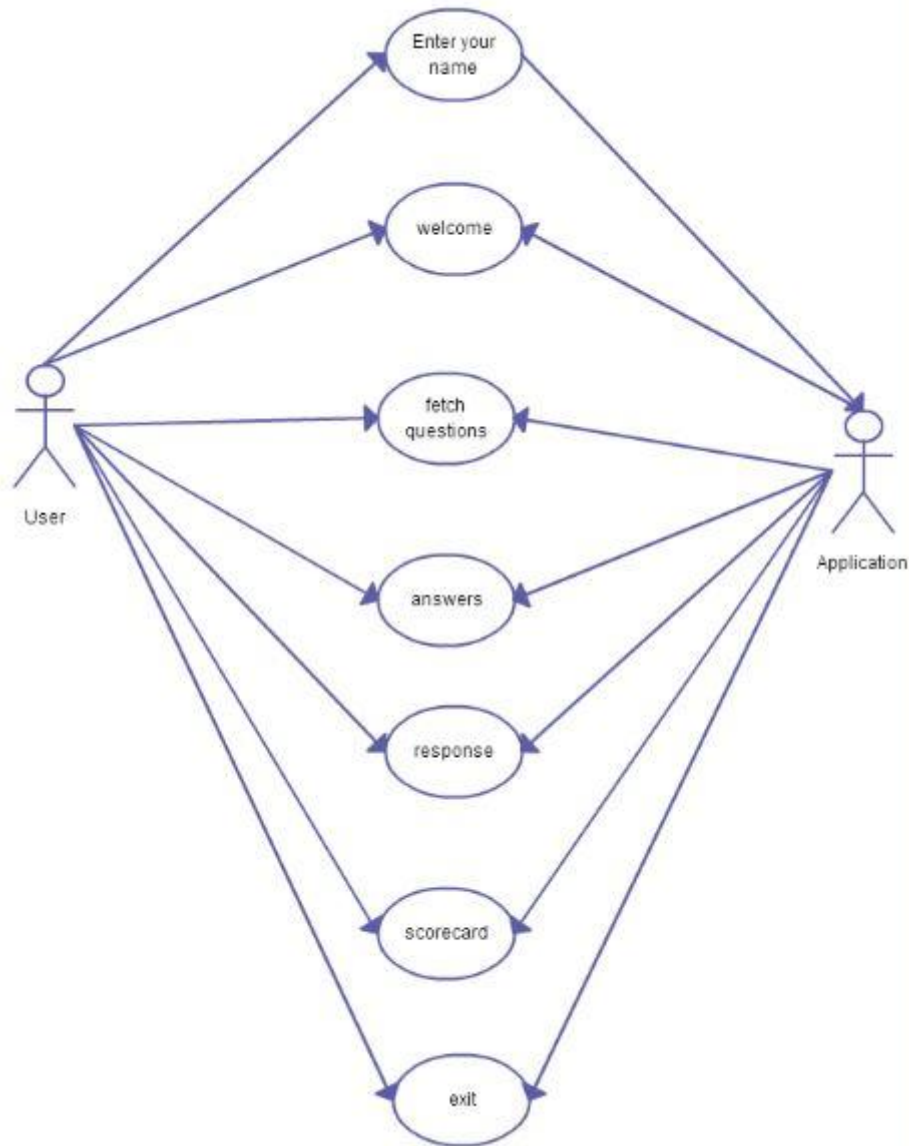 Enter your
name
welcome
fetch
questions
User
Application
answers
response
scorecard
exit